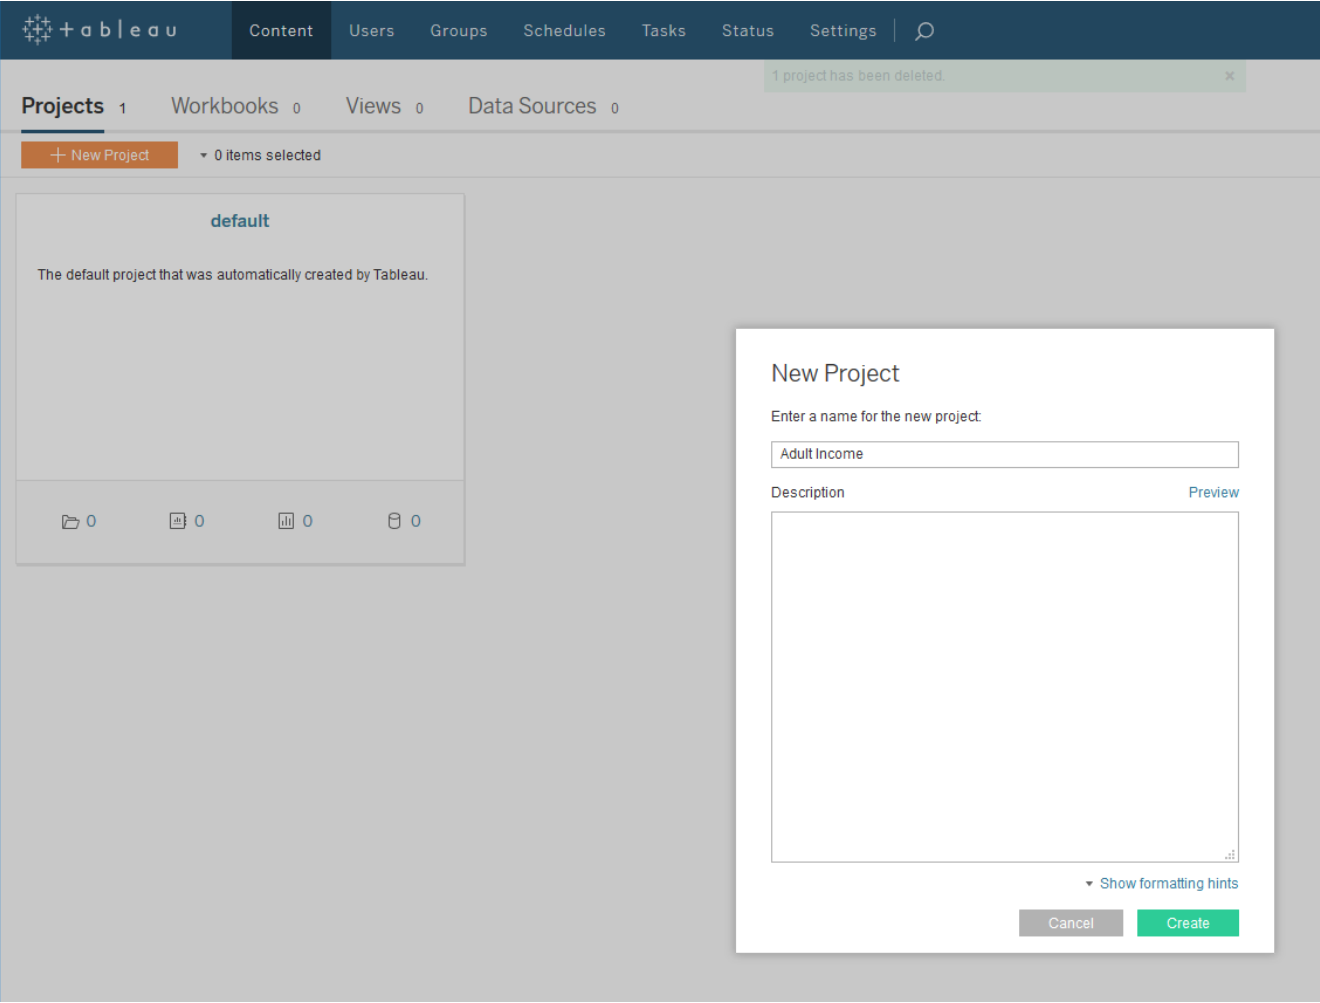 + a b | e a u Content Users Groups Schedules Tasks Status Settings
1 project has been deleted.
Projects 1 Workbooks 0 Views 0 Data Sources 0
New Project 0 items selected
default
The default project that was automatically created by Tableau.
0 0 0 0
New Project
Enter a name for the new project:
Adult Income
Description Preview
Show formatting hints
Cancel Create